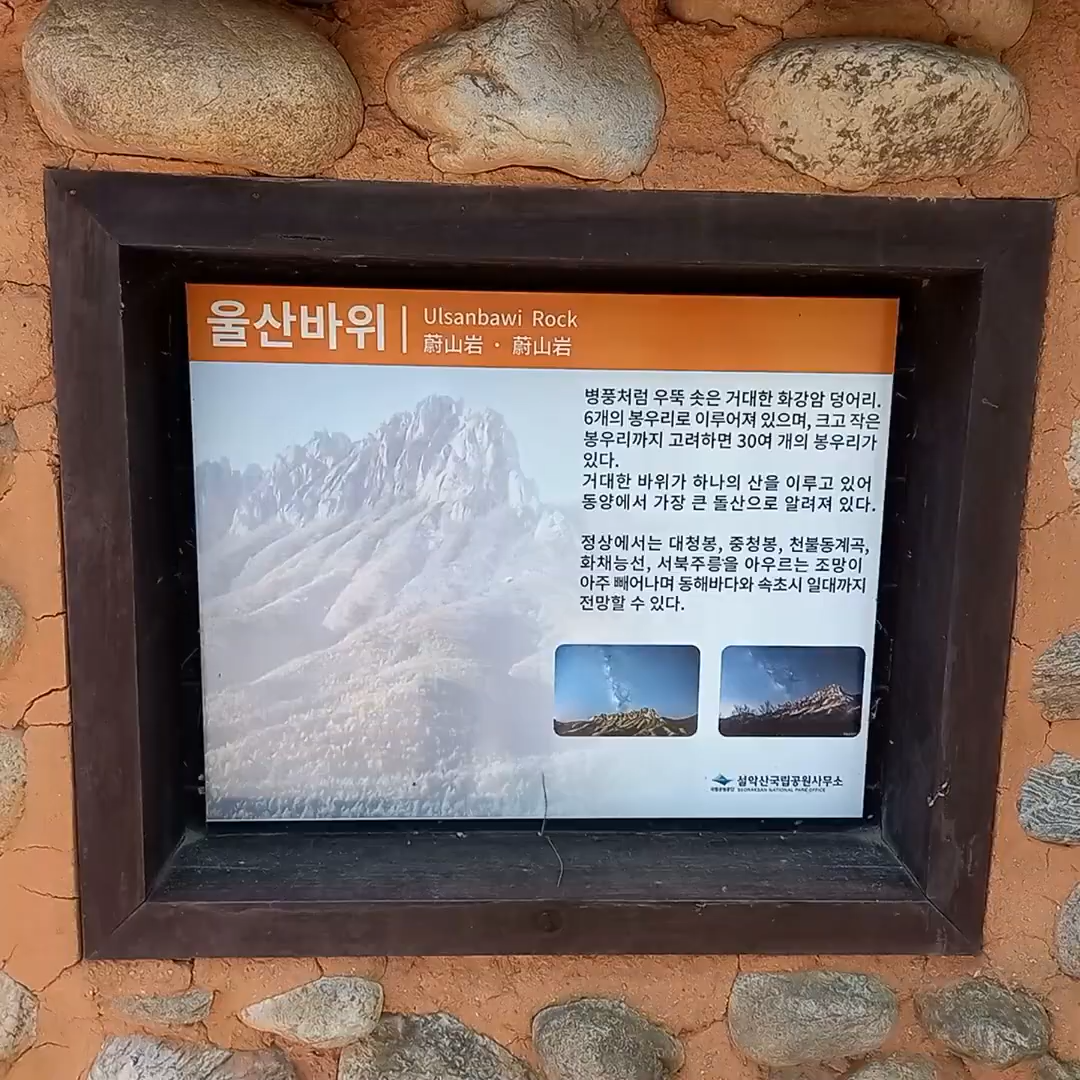 울산바위 | Ulsanbawi Rock
蔚山岩 · 蔚山岩
병풍처럼 우뚝 솟은 거대한 화강암 덩어리.
6개의 봉우리로 이루어져 있으며, 크고 작은
봉우리까지 고려하면 30여 개의 봉우리가
있다.
거대한 바위가 하나의 산을 이루고 있어
동양에서 가장 큰 돌산으로 알려져 있다.
정상에서는 대청봉, 중청봉, 천불동계곡,
화채능선, 서북주릉을 아우르는 조망이
아주 빼어나며 동해바다와 속초시 일대까지
전망할 수 있다.
설악산국립공원사무소
SEORAKSAN NATIONAL PARK OFFICE